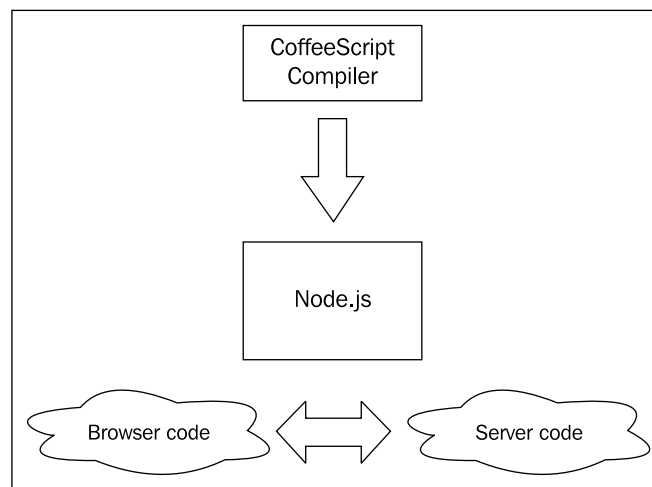 CoffeeScript
Compiler
Node.js
Browser code
Server code